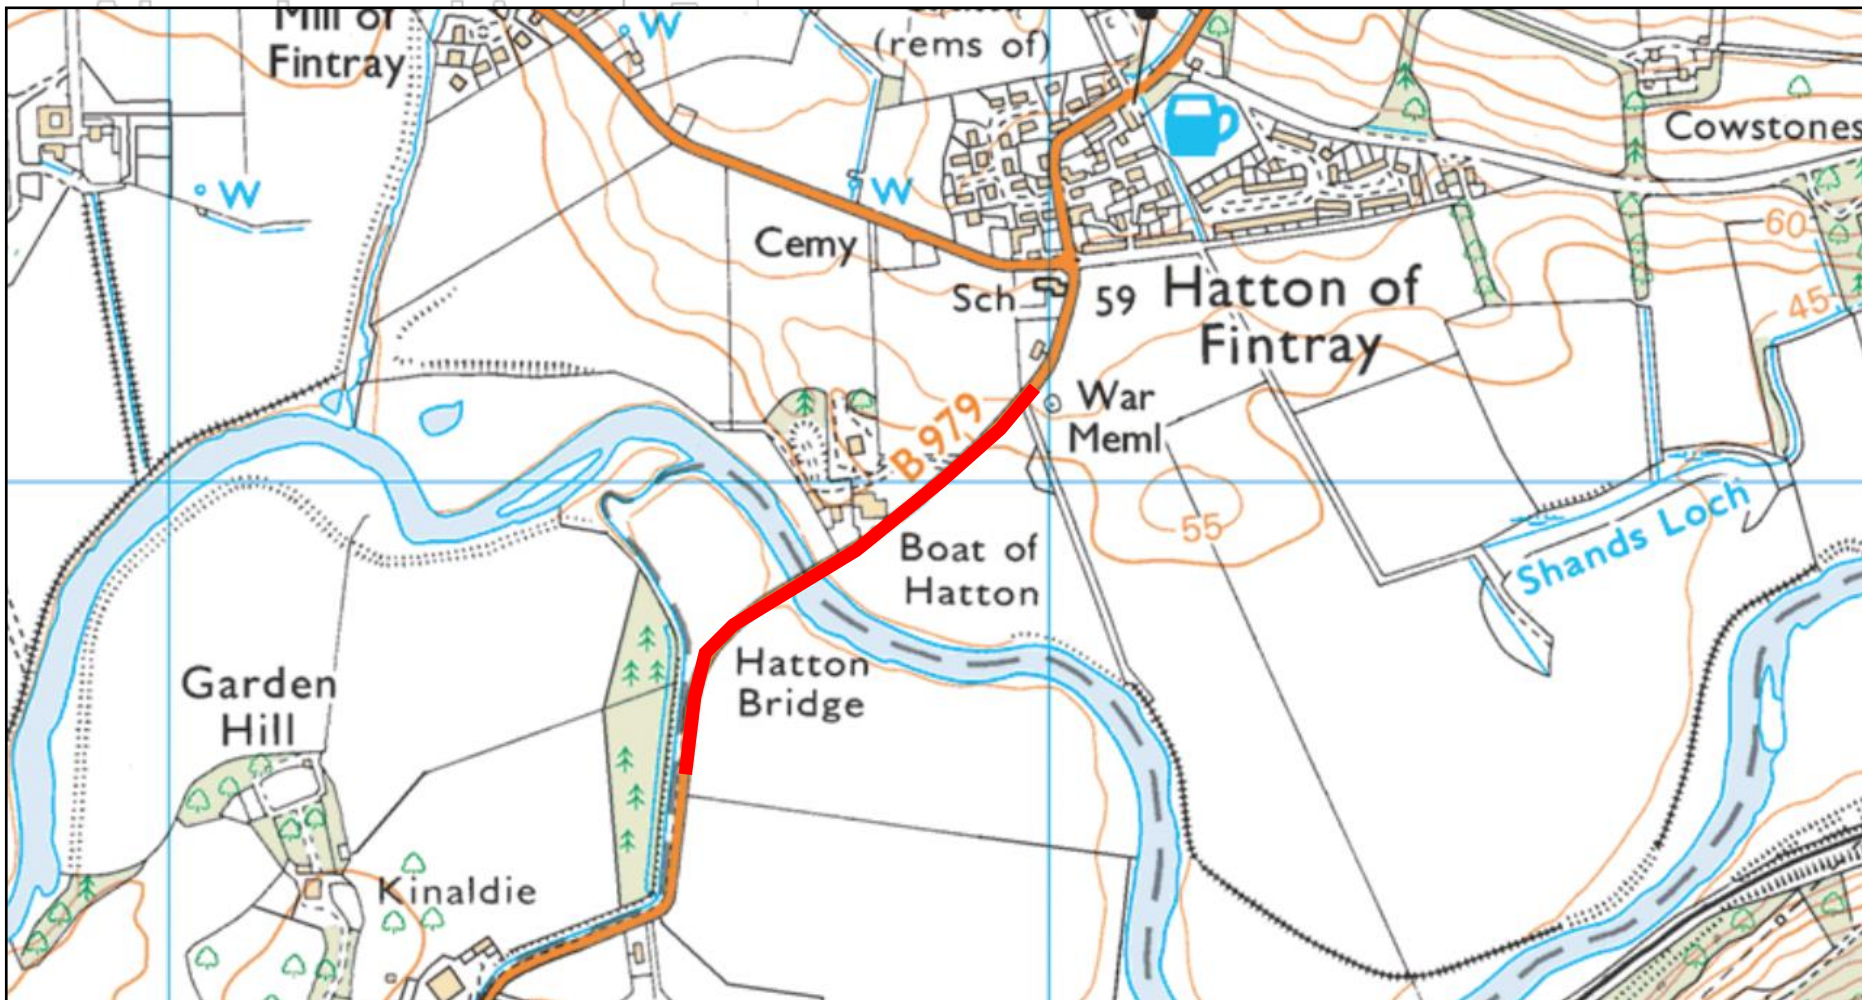 Mill of
Fintray
W
(rems of)
Cowstones
W
W
Cemy
60
Sch
59
Hatton of
Fintray
45
War
Meml
B 979
55
Shands Loch
Boat of
Hatton
Hatton
Bridge
Garden
Hill
Kinaldie